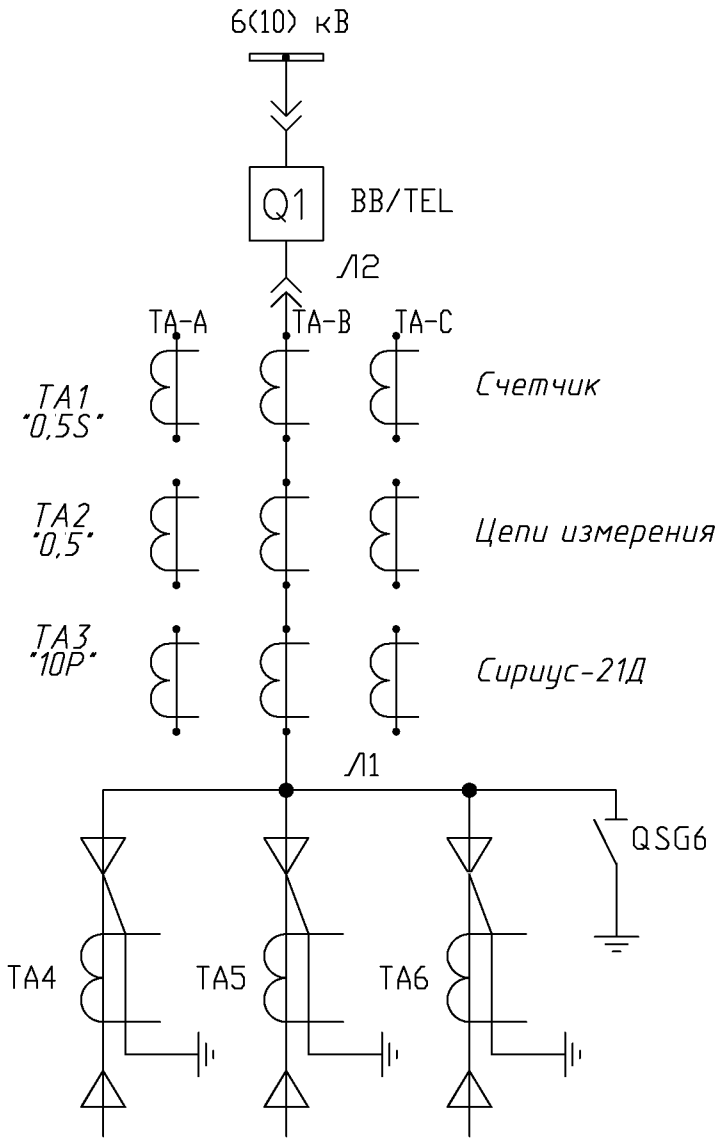 6(10) кВ
Q1
BB/TEL
Л2
TA-A
TA-B
TA-C
TA1
"0,5S"
Счетчик
TA2
"0,5"
Цепи измерения
TA3
"10P"
Сириус-21Д
Л1
QSG6
TA4
TA5
TA6